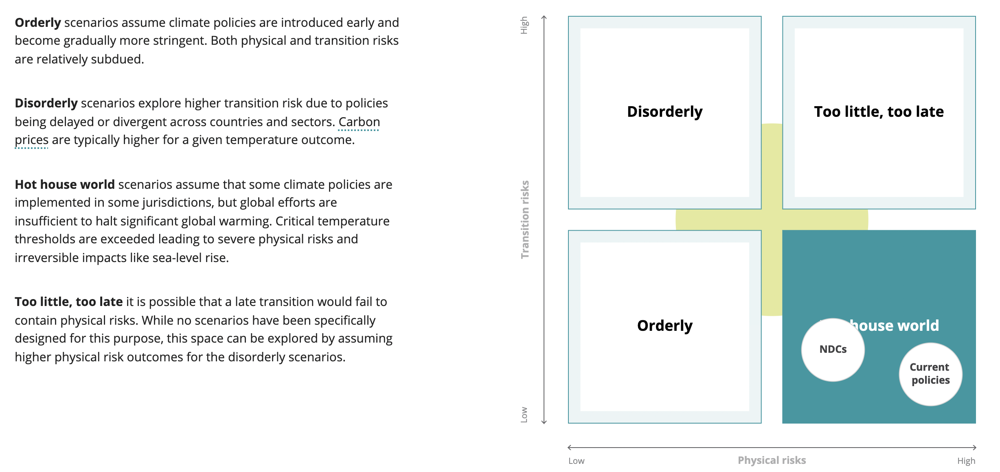 Orderly scenarios assume climate policies are introduced early and
become gradually more stringent. Both physical and transition risks
are relatively subdued.
Disorderly scenarios explore higher transition risk due to policies
being delayed or divergent across countries and sectors. Carbon
prices are typically higher for a given temperature outcome.
Hot house world scenarios assume that some climate policies are
implemented in some jurisdictions, but global efforts are
insufficient to halt significant global warming. Critical temperature
thresholds are exceeded leading to severe physical risks and
irreversible impacts like sea-level rise.
Too little, too late it is possible that a late transition would fail to
contain physical risks. While no scenarios have been specifically
designed for this purpose, this space can be explored by assuming
higher physical risk outcomes for the disorderly scenarios.
High
Transition risks
Low
Disorderly
Too little, too late
Orderly
house world
NDCs
Current
policies
Low
Physical risks
High